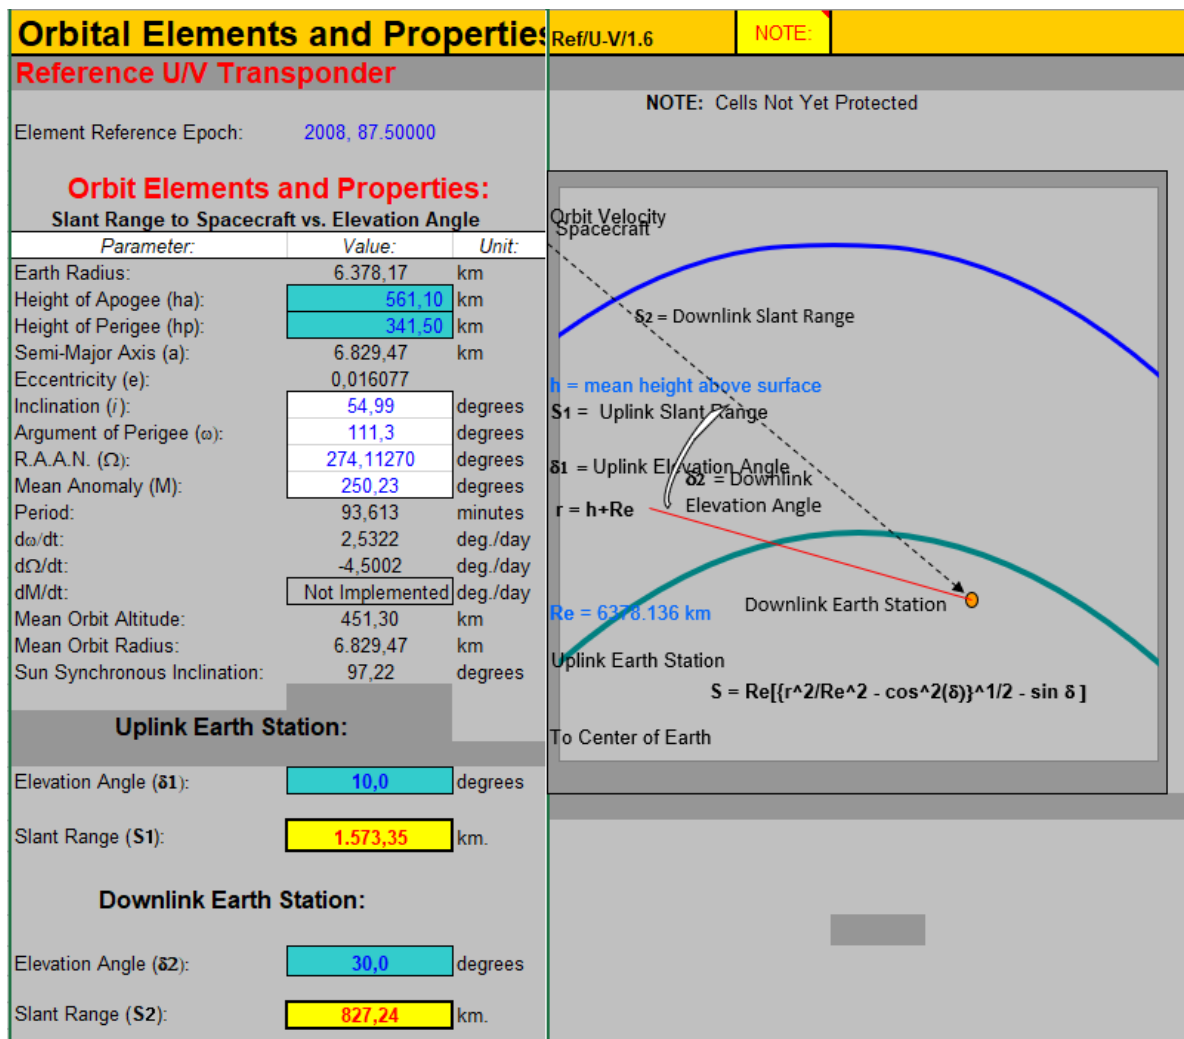 Orbital Elements and Properties
Ref/U-V/1.6
NOTE:
Reference U/V Transponder
NOTE: Cells Not Yet Protected
Element Reference Epoch: 2008, 87.50000
Orbit Elements and Properties:
Slant Range to Spacecraft vs. Elevation Angle
Parameter: Value: Unit:
Earth Radius: 6.378,17 km
Height of Apogee (ha): 561,10 km
Height of Perigee (hp): 341,50 km
Semi-Major Axis (a): 6.829,47 km
Eccentricity (e): 0,016077
Inclination (i): 54,99 degrees
Argument of Perigee (ω): 111,3 degrees
R.A.A.N. (Ω): 274,11270 degrees
Mean Anomaly (M): 250,23 degrees
Period: 93,613 minutes
dω/dt: 2,5322 deg./day
dΩ/dt: -4,5002 deg./day
dM/dt: Not Implemented deg./day
Mean Orbit Altitude: 451,30 km
Mean Orbit Radius: 6.829,47 km
Sun Synchronous Inclination: 97,22 degrees
Uplink Earth Station:
Elevation Angle (δ1): 10,0 degrees
Slant Range (S1): 1.573,35 km.
Downlink Earth Station:
Elevation Angle (δ2): 30,0 degrees
Slant Range (S2): 827,24 km.
Orbit Velocity
Spacecraft
δ2 = Downlink Slant Range
h = mean height above surface
S1 = Uplink Slant Range
δ1 = Uplink Elevation Angle
δ2 = Downlink
Elevation Angle
r = h+Re
Downlink Earth Station
Re = 6378.136 km
Uplink Earth Station
S = Re[{r^2/Re^2 - cos^2(δ)}^1/2 - sin δ ]
To Center of Earth